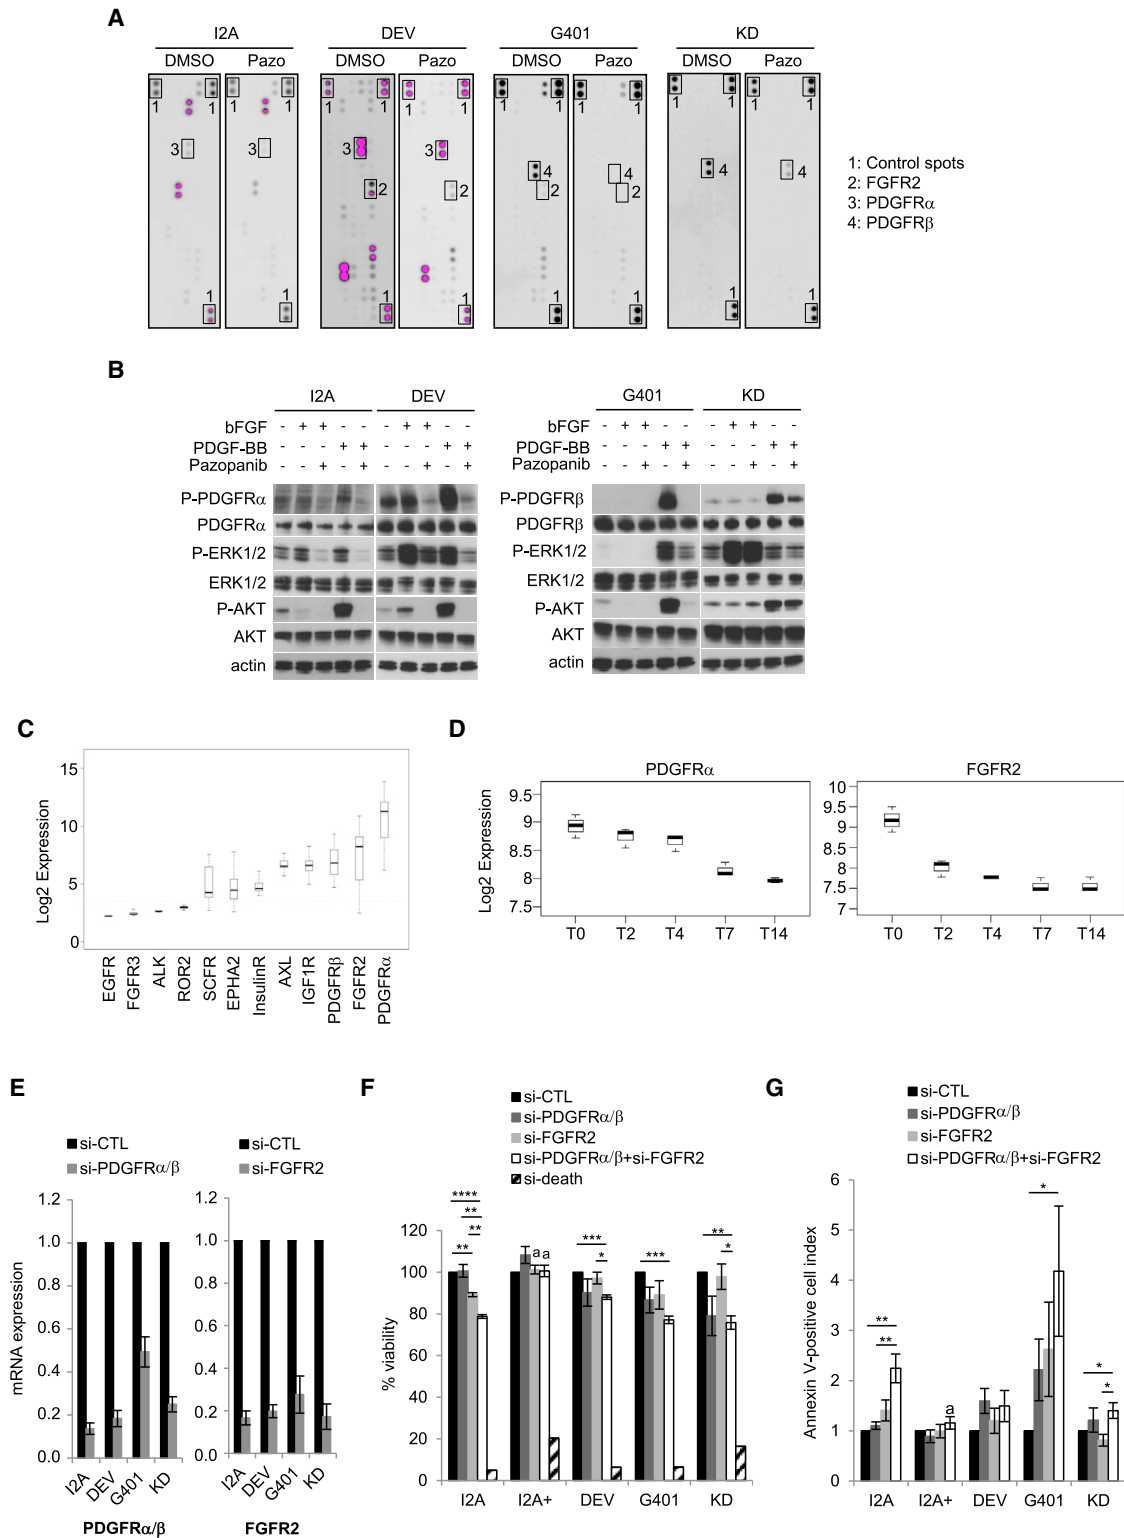 A
I2A DEV G401 KD
DMSO Pazo DMSO Pazo DMSO Pazo DMSO Pazo
1 1 1 1 1 1 1 1 1 1 1 1 1 1 1 1
3 3 3 3 4 4 4 4
2 2 2
1 1 1 1 1 1 1 1
1: Control spots
2: FGFR2
3: PDGFRα
4: PDGFRβ
B
I2A DEV
bFGF - + + - - - + + - -
PDGF-BB - - - + + - - - + +
Pazopanib - - + - + - - + - +
P-PDGFRα
PDGFRα
P-ERK1/2
ERK1/2
P-AKT
AKT
actin
G401 KD
bFGF - + + - - - + + - -
PDGF-BB - - - + + - - - + +
Pazopanib - - + - + - - + - +
P-PDGFRβ
PDGFRβ
P-ERK1/2
ERK1/2
P-AKT
AKT
actin
C
Log2 Expression
15
10
5
0
EGFR
FGFR3
ALK
ROR2
SCFR
EPHA2
InsulinR
AXL
IGF1R
PDGFRβ
FGFR2
PDGFRα
D
PDGFRα
Log2 Expression
9.5
9
8.5
8
7.5
T0 T2 T4 T7 T14
FGFR2
10
9.5
9
8.5
8
7.5
7
T0 T2 T4 T7 T14
E
si-CTL
si-PDGFRα/β
mRNA expression
1.2
1.0
0.8
0.6
0.4
0.2
0.0
I2A DEV G401 KD
PDGFRα/β
si-CTL
si-FGFR2
1.2
1.0
0.8
0.6
0.4
0.2
0.0
I2A DEV G401 KD
FGFR2
F
si-CTL
si-PDGFRα/β
si-FGFR2
si-PDGFRα/β+si-FGFR2
si-death
% viability
120
100
80
60
40
20
0
****
**
**
**
a a
***
*
***
**
*
I2A I2A+ DEV G401 KD
G
si-CTL
si-PDGFRα/β
si-FGFR2
si-PDGFRα/β+si-FGFR2
Annexin V-positive cell index
6
5
4
3
2
1
0
**
**
a
*
*
*
I2A I2A+ DEV G401 KD